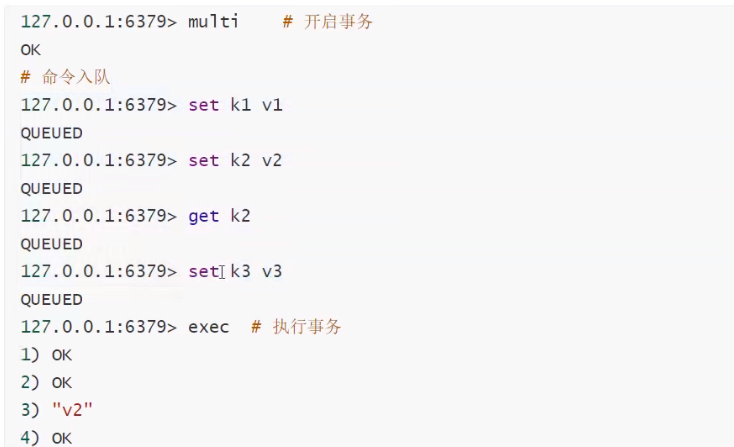 127.0.0.1:6379> multi    # 开启事务
OK
# 命令入队
127.0.0.1:6379> set k1 v1
QUEUED
127.0.0.1:6379> set k2 v2
QUEUED
127.0.0.1:6379> get k2
QUEUED
127.0.0.1:6379> set k3 v3
QUEUED
127.0.0.1:6379> exec  # 执行事务
1) OK
2) OK
3) "v2"
4) OK